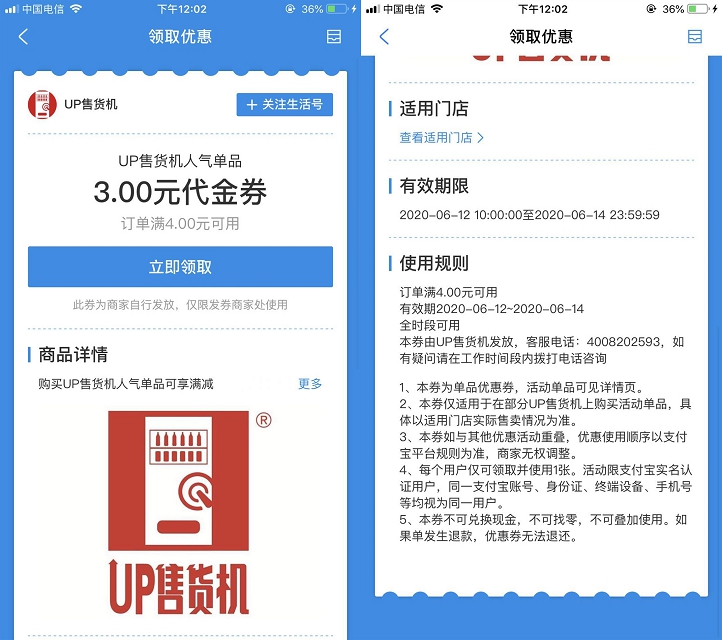 中国电信
下午12:02
36%
领取优惠
UP售货机
+ 关注生活号
UP售货机人气单品
3.00元代金券
订单满4.00元可用
立即领取
此券为商家自行发放，仅限发券商家处使用
商品详情
购买UP售货机人气单品可享满减
更多
®
UP售货机
中国电信
下午12:02
36%
领取优惠
UP售货机
适用门店
查看适用门店
有效期限
2020-06-12 10:00:00至2020-06-14 23:59:59
使用规则
订单满4.00元可用
有效期2020-06-12~2020-06-14
全时段可用
本券由UP售货机发放，客服电话：4008202593，如
有疑问请在工作时间段内拨打电话咨询
1、本券为单品优惠券，活动单品可见详情页。
2、本券仅适用于在部分UP售货机上购买活动单品，具
体以适用门店实际售卖情况为准。
3、本券如与其他优惠活动重叠，优惠使用顺序以支付
宝平台规则为准，商家无权调整。
4、每个用户仅可领取并使用1张。活动限支付宝实名认
证用户，同一支付宝账号、身份证、终端设备、手机号
等均视为同一用户。
5、本券不可兑换现金，不可找零，不可叠加使用。如
果单发生退款，优惠券无法退还。